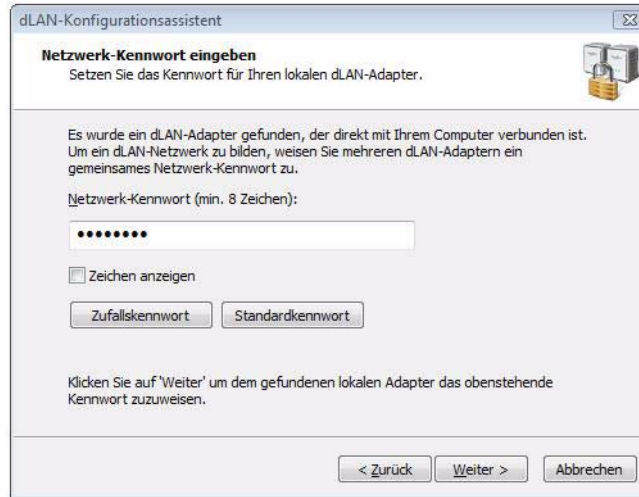 dLAN-Konfigurationsassistent
Netzwerk-Kennwort eingeben
Setzen Sie das Kennwort für Ihren lokalen dLAN-Adapter.
Es wurde ein dLAN-Adapter gefunden, der direkt mit Ihrem Computer verbunden ist.
Um ein dLAN-Netzwerk zu bilden, weisen Sie mehreren dLAN-Adaptern ein
gemeinsames Netzwerk-Kennwort zu.
Netzwerk-Kennwort (min. 8 Zeichen):
••••••••
Zeichen anzeigen
Zufallskennwort Standardkennwort
Klicken Sie auf 'Weiter' um dem gefundenen lokalen Adapter das obenstehende
Kennwort zuzuweisen.
< Zurück Weiter > Abbrechen